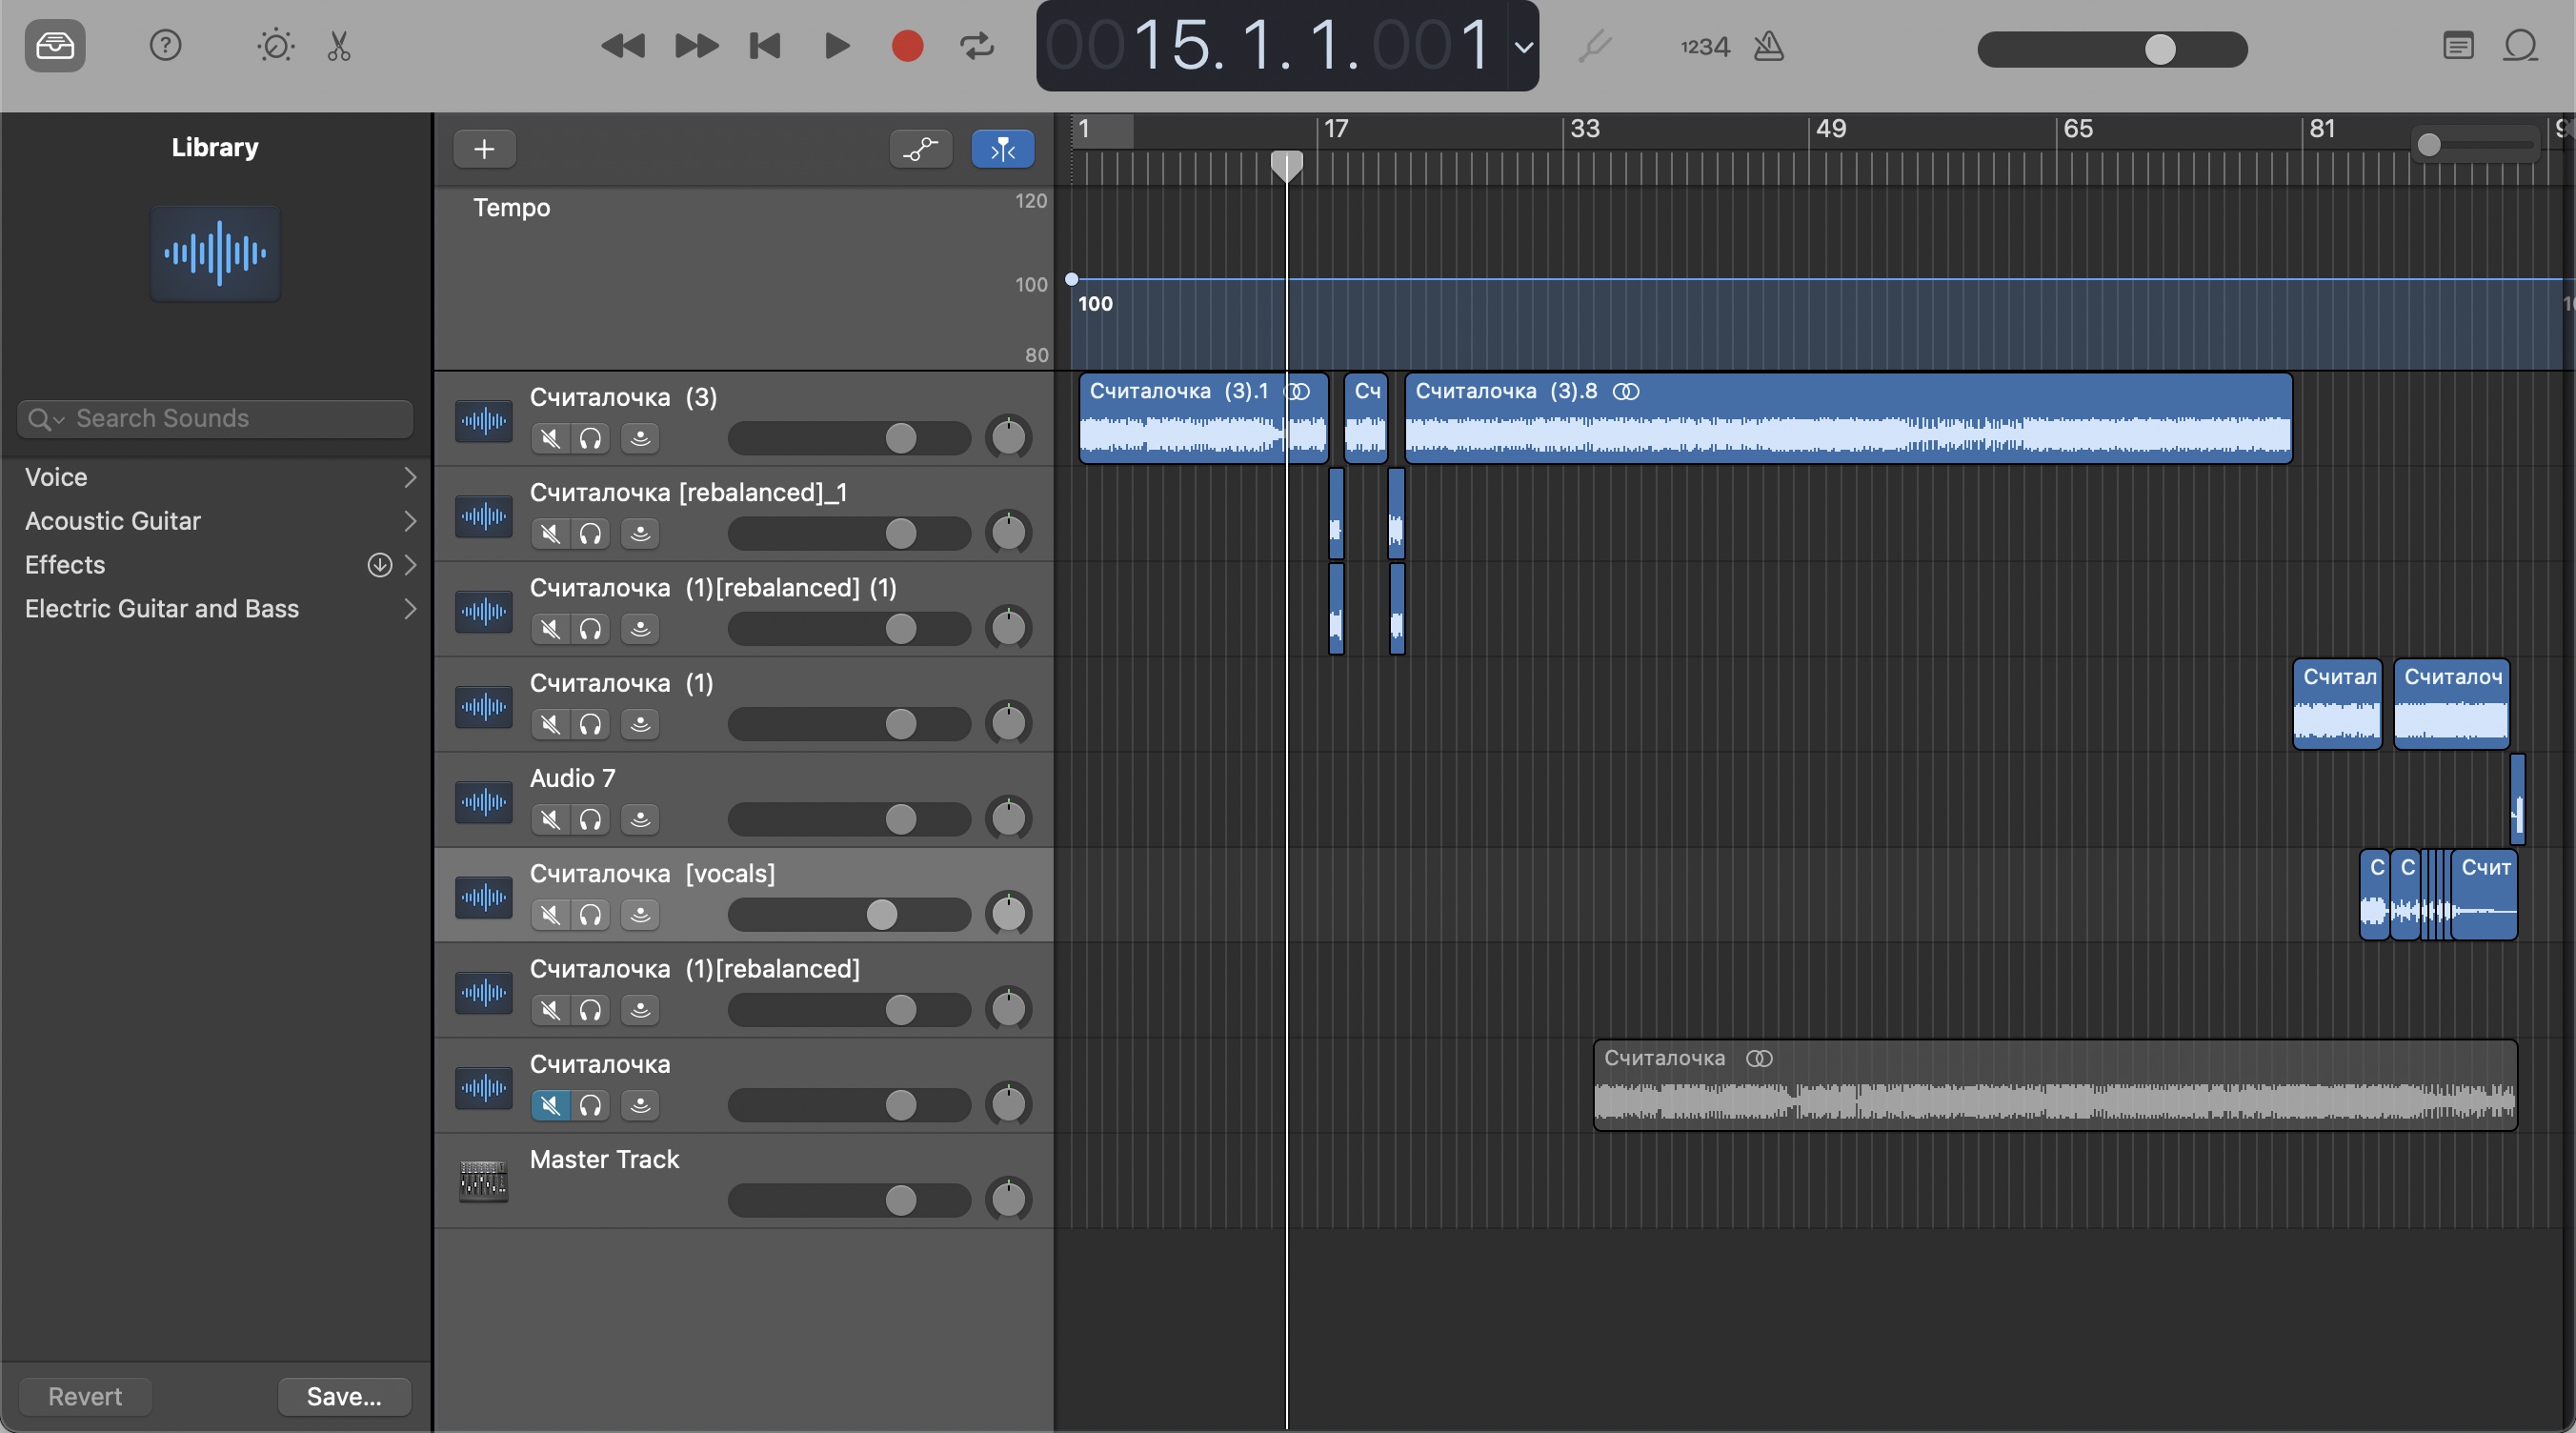 0015. 1. 1. 001
1234
Library
1
17
33
49
65
81
9
Tempo
120
100
100
80
Считалочка (3)
Считалочка (3).1
Сч
Считалочка (3).8
Search Sounds
Считалочка [rebalanced]_1
Voice
Acoustic Guitar
Effects
Считалочка (1)[rebalanced] (1)
Electric Guitar and Bass
Считалочка (1)
Считал
Считалоч
Audio 7
Считалочка [vocals]
С
С
Счит
Считалочка (1)[rebalanced]
Считалочка
Считалочка
Master Track
Revert
Save...